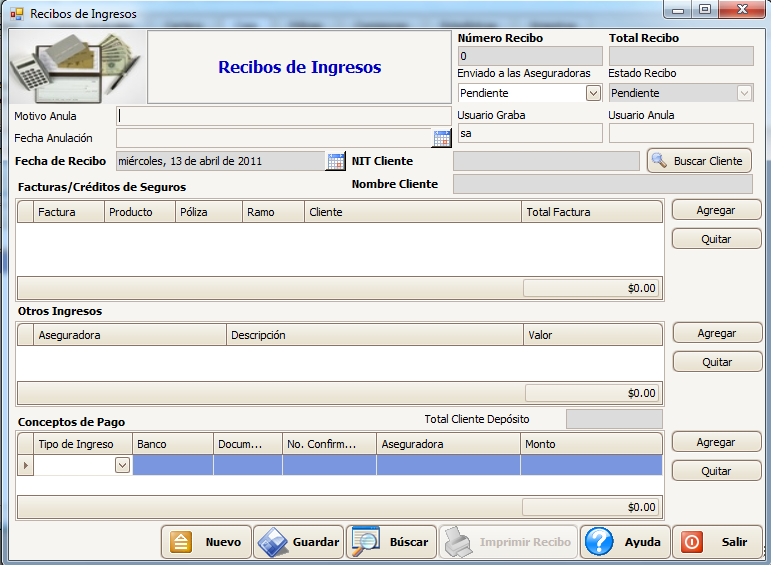 Recibos de Ingresos
Recibos de Ingresos
Número Recibo
Total Recibo
0
Enviado a las Aseguradoras
Estado Recibo
Pendiente
Pendiente
Motivo Anula
Usuario Graba
Usuario Anula
Fecha Anulación
sa
Fecha de Recibo
miércoles, 13 de abril de 2011
NIT Cliente
Buscar Cliente
Nombre Cliente
Facturas/Créditos de Seguros
Factura Producto Póliza Ramo Cliente Total Factura
Agregar
Quitar
$0.00
Otros Ingresos
Aseguradora Descripción Valor
Agregar
Quitar
$0.00
Conceptos de Pago
Total Cliente Depósito
Tipo de Ingreso Banco Docum... No. Confirm... Aseguradora Monto
Agregar
Quitar
$0.00
Nuevo Guardar Búscar Imprimir Recibo Ayuda Salir